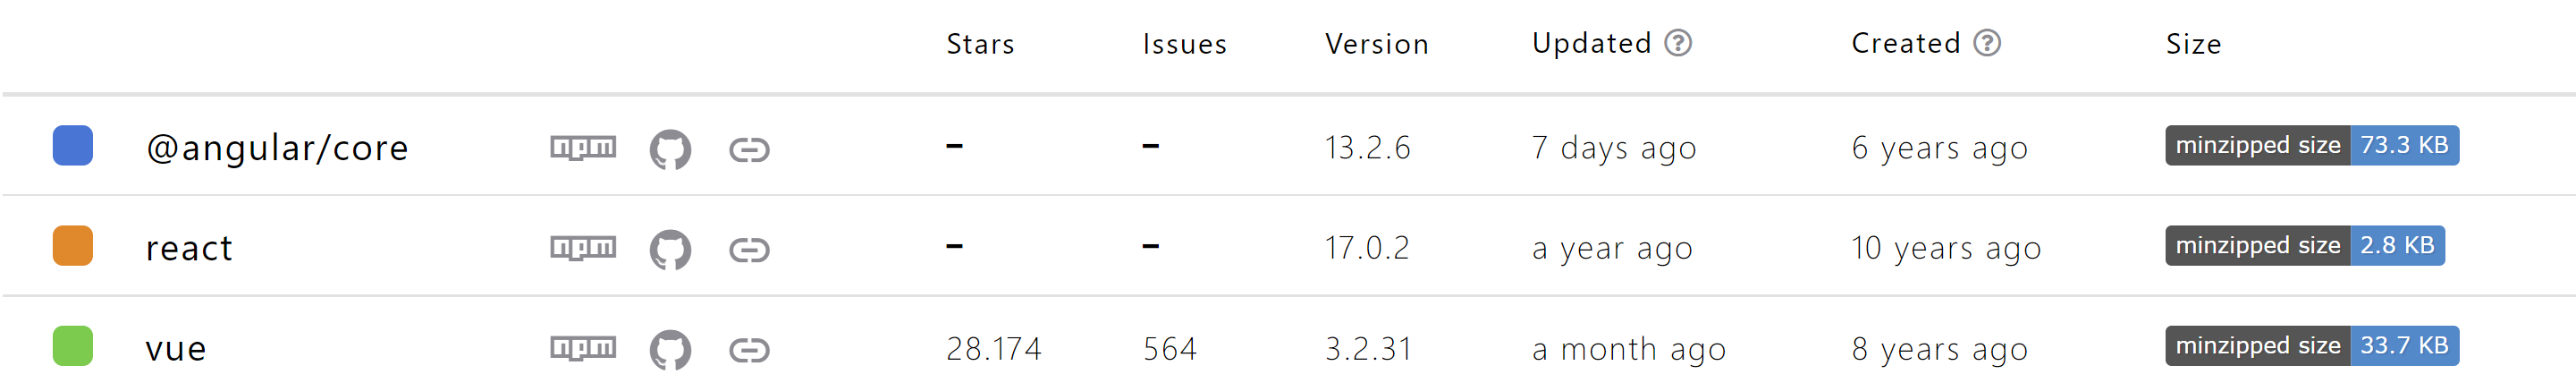 Stars Issues Version Updated ? Created ? Size
@angular/core npm – – 13.2.6 7 days ago 6 years ago minzipped size 73.3 KB
react npm – – 17.0.2 a year ago 10 years ago minzipped size 2.8 KB
vue npm 28.174 564 3.2.31 a month ago 8 years ago minzipped size 33.7 KB